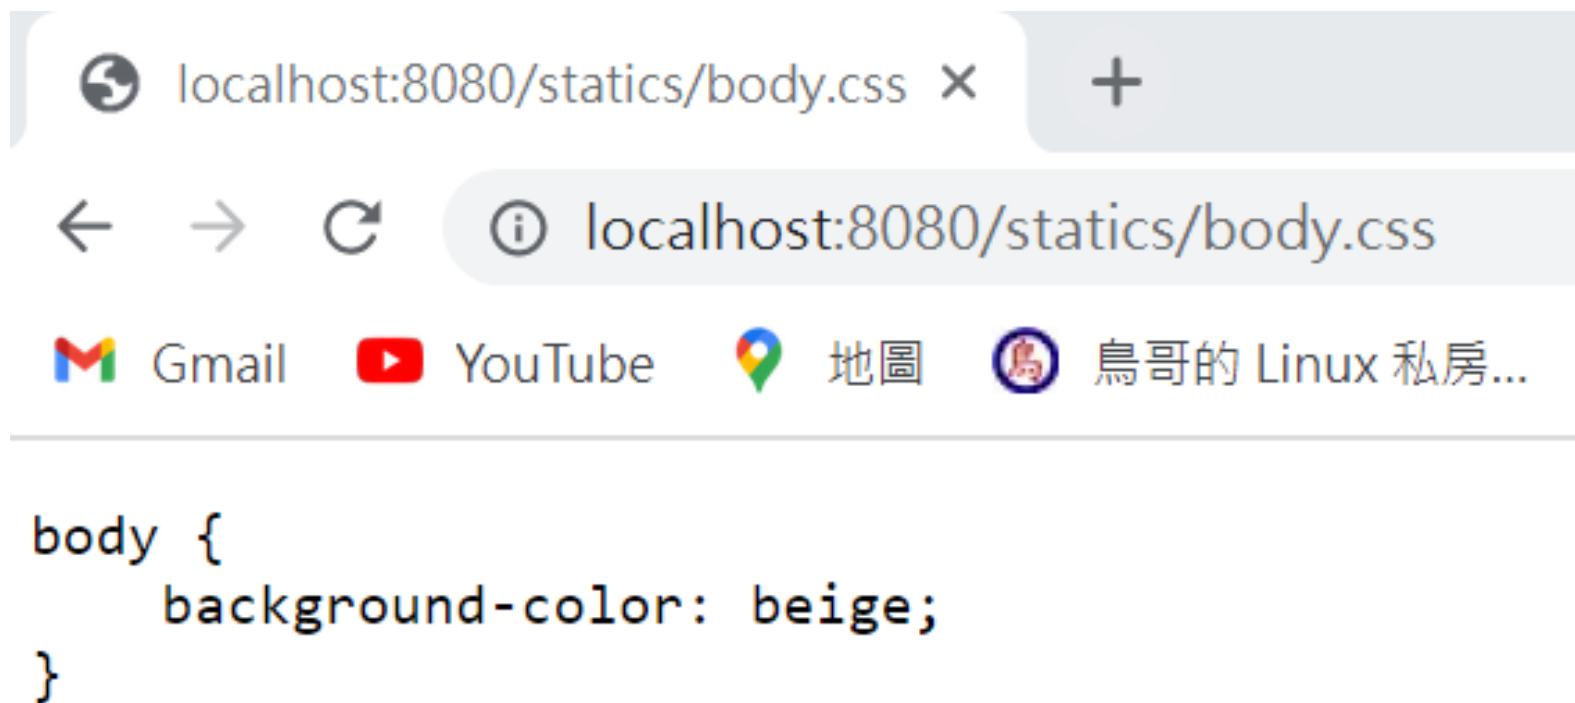 localhost:8080/statics/body.css
localhost:8080/statics/body.css
Gmail YouTube 地圖 鳥 鳥哥的 Linux 私房...
body {
    background-color: beige;
}